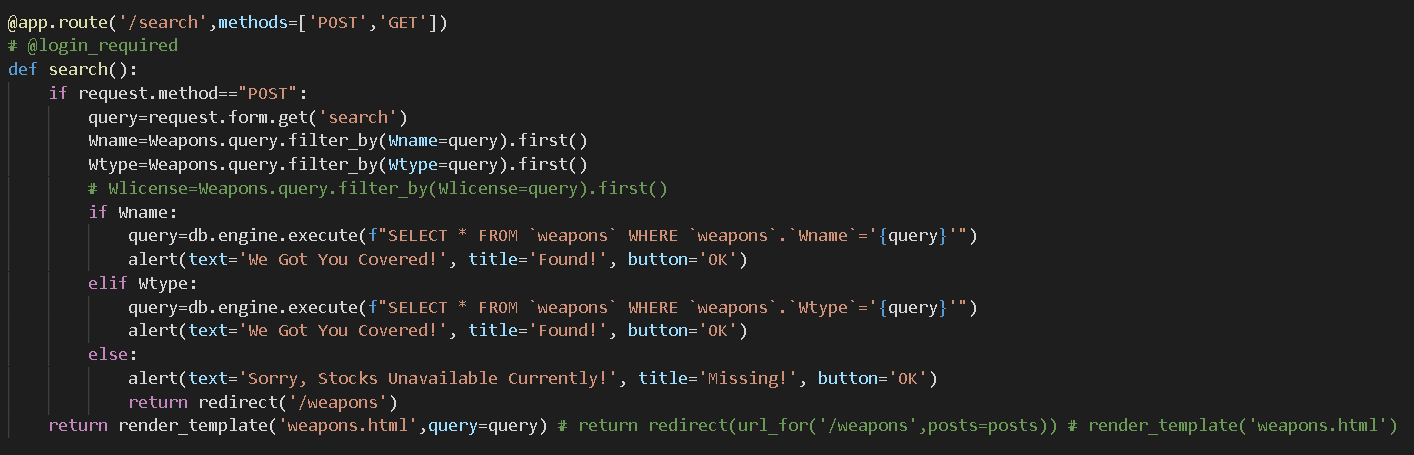 @app.route('/search',methods=['POST','GET'])
# @login_required
def search():
    if request.method=="POST":
        query=request.form.get('search')
        Wname=Weapons.query.filter_by(Wname=query).first()
        Wtype=Weapons.query.filter_by(Wtype=query).first()
        # Wlicense=Weapons.query.filter_by(Wlicense=query).first()
        if Wname:
            query=db.engine.execute(f"SELECT * FROM `weapons` WHERE `weapons`.`Wname`='{query}'")
            alert(text='We Got You Covered!', title='Found!', button='OK')
        elif Wtype:
            query=db.engine.execute(f"SELECT * FROM `weapons` WHERE `weapons`.`Wtype`='{query}'")
            alert(text='We Got You Covered!', title='Found!', button='OK')
        else:
            alert(text='Sorry, Stocks Unavailable Currently!', title='Missing!', button='OK')
            return redirect('/weapons')
    return render_template('weapons.html',query=query) # return redirect(url_for('/weapons',posts=posts)) # render_template('weapons.html')